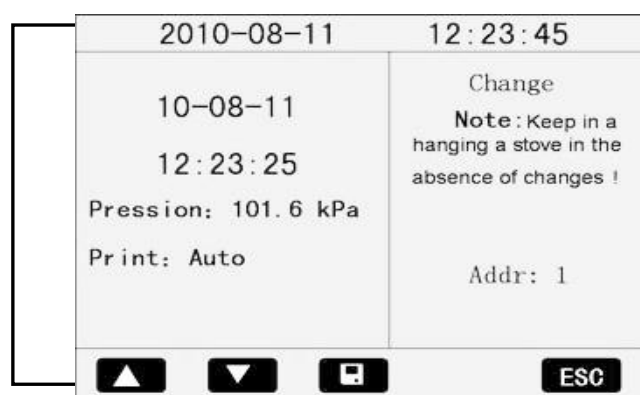 2010-08-11 12:23:45
10-08-11
12:23:25
Pression: 101.6 kPa
Print: Auto
Change
Note:Keep in a
hanging a stove in the
absence of changes !
Addr: 1
ESC